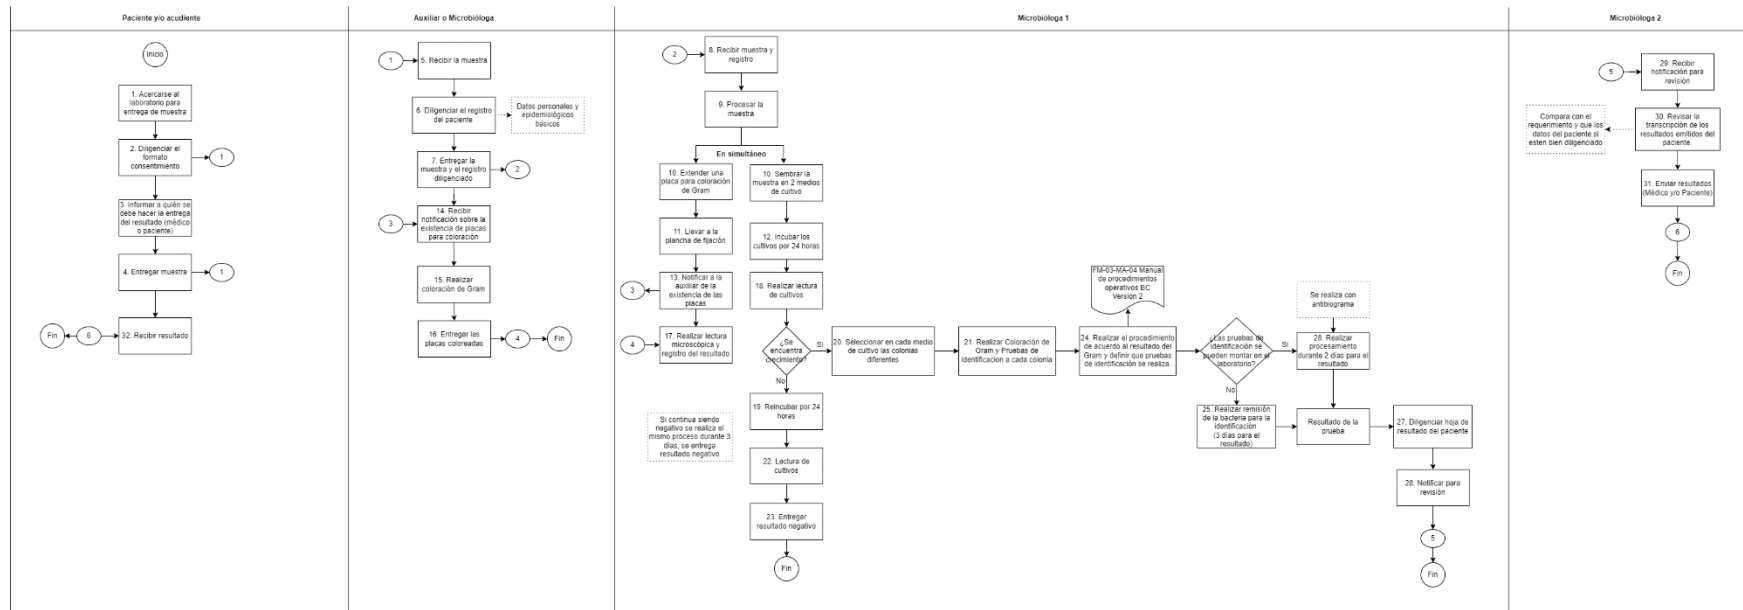 Paciente y/o acudiente
Inicio
1. Acercarse al
laboratorio para
entrega de muestra
2. Diligenciar el
formato
consentimiento
1
3. Informar a quién se
debe hacer la entrega
del resultado (médico
o paciente)
4. Entregar muestra
1
Fin
6
32. Recibir resultado
Auxiliar o Microbióloga
1
5. Recibir la muestra
6. Diligenciar el registro
del paciente
Datos personales y
epidemiológicos
básicos
7. Entregar la
muestra y el registro
diligenciado
2
3
14. Recibir
notificación sobre la
existencia de placas
para coloración
15. Realizar
coloración de Gram
16. Entregar las
placas coloreadas
4
Fin
Microbióloga 1
2
8. Recibir muestra y
registro
9. Procesar la
muestra
En simultáneo
10. Extender una
placa para coloración
de Gram
10. Sembrar la
muestra en 2 medios
de cultivo
11. Llevar a la
plancha de fijación
12. Incubar los
cultivos por 24 horas
3
13. Notificar a la
auxiliar de la
existencia de las
placas
18. Realizar lectura
de cultivos
4
17. Realizar lectura
microscópica y
registro del resultado
¿Se
encuentra
crecimiento?
Si
No
20. Seleccionar en cada medio
de cultivo las colonias
diferentes
21. Realizar Coloración de
Gram y Pruebas de
identificacion a cada colonia
FM-03-MA-04 Manual
de procedimientos
operativos BC
Versión 2
24. Realizar el procedimiento
de acuerdo al resultado del
Gram y definir que pruebas
de identificación se realiza.
¿Las pruebas de
identificación se
pueden montar en el
laboratorio?
Si
No
Se realiza con
antibiograma
26. Realizar
procesamiento
durante 2 días para el
resultado
19. Reincubar por 24
horas
Si continua siendo
negativo se realiza el
mismo proceso durante 3
días, se entrega
resultado negativo
25. Realizar remisión
de la bacteria para la
identificación
(3 días para el
resultado)
Resultado de la
prueba
27. Diligenciar hoja de
resultado del paciente
22. Lectura de
cultivos
28. Notificar para
revisión
23. Entregar
resultado negativo
Fin
5
Fin
Microbióloga 2
5
29. Recibir
notificación para
revisión
Compara con el
requerimiento y que los
datos del paciente si
esten bien diligenciado
30. Revisar la
transcripción de los
resultados emitidos del
paciente.
31. Enviar resultados
(Médico y/o Paciente)
6
Fin